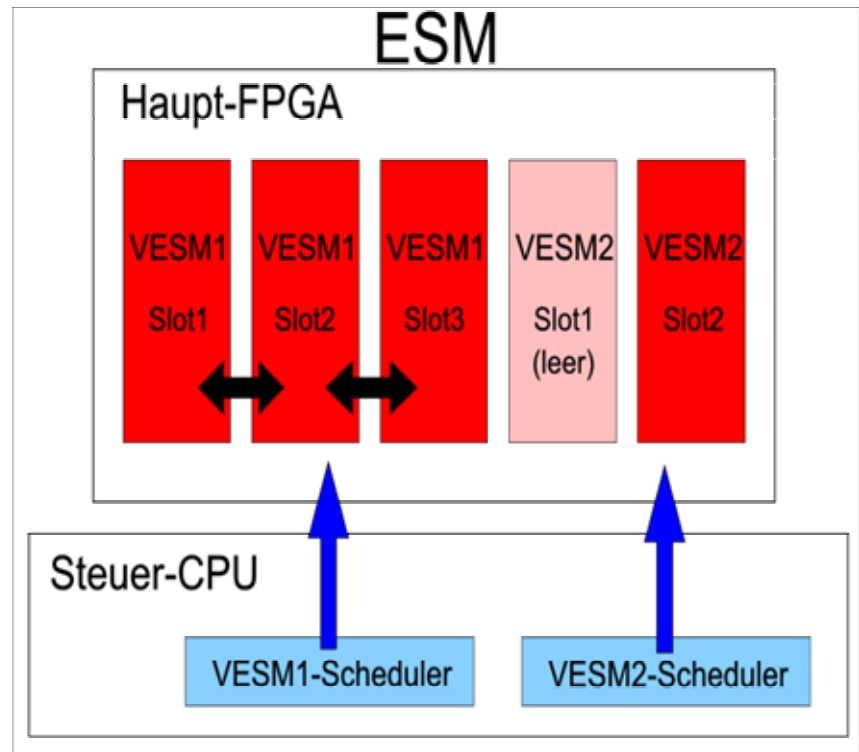 ESM
Haupt-FPGA
VESM1
Slot1
VESM1
Slot2
VESM1
Slot3
VESM2
Slot1
(leer)
VESM2
Slot2
Steuer-CPU
VESM1-Scheduler
VESM2-Scheduler